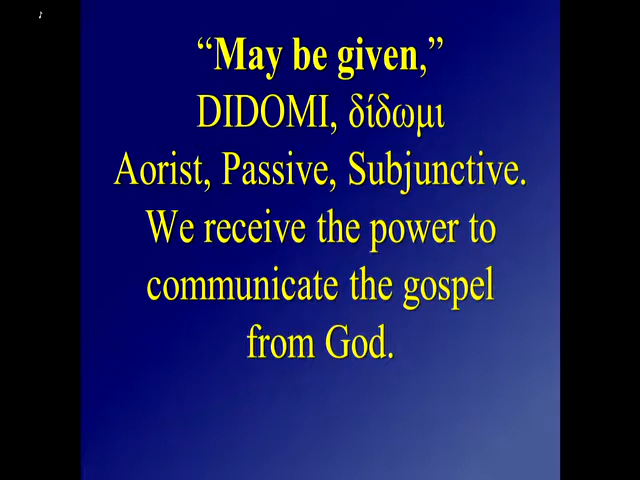 “May be given,”
DIDOMI, δίδωμι
Aorist, Passive, Subjunctive.
We receive the power to
communicate the gospel
from God.